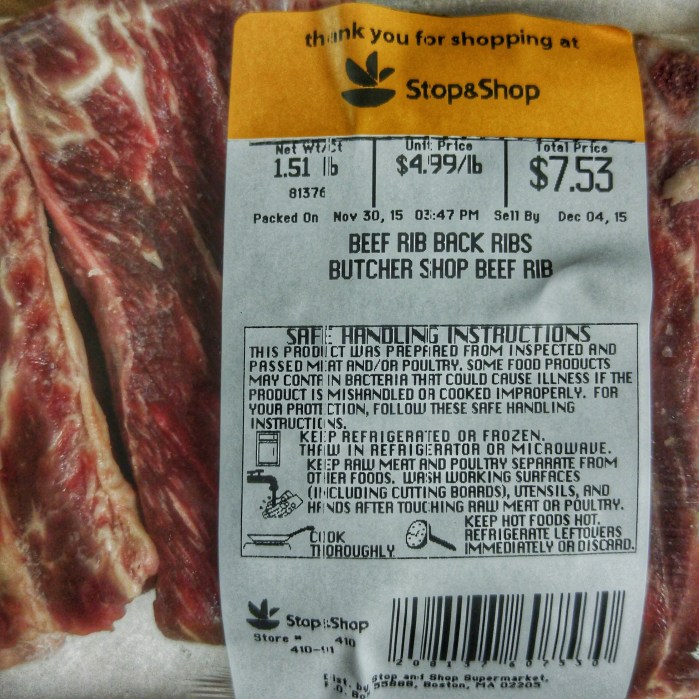 thank you for shopping at
Stop&Shop
Net Wt/Ct Unit Price Total Price
1.51 lb $4.99/lb $7.53
81376
Packed On Nov 30, 15 03:47 PM Sell By Dec 04, 15
BEEF RIB BACK RIBS
BUTCHER SHOP BEEF RIB
SAFE HANDLING INSTRUCTIONS
THIS PRODUCT WAS PREPARED FROM INSPECTED AND
PASSED MEAT AND/OR POULTRY. SOME FOOD PRODUCTS
MAY CONTAIN BACTERIA THAT COULD CAUSE ILLNESS IF THE
PRODUCT IS MISHANDLED OR COOKED IMPROPERLY. FOR
YOUR PROTECTION, FOLLOW THESE SAFE HANDLING
INSTRUCTIONS.
KEEP REFRIGERATED OR FROZEN.
THAW IN REFRIGERATOR OR MICROWAVE.
KEEP RAW MEAT AND POULTRY SEPARATE FROM
OTHER FOODS. WASH WORKING SURFACES
(INCLUDING CUTTING BOARDS), UTENSILS, AND
HANDS AFTER TOUCHING RAW MEAT OR POULTRY.
COOK
THOROUGHLY
KEEP HOT FOODS HOT.
REFRIGERATE LEFTOVERS
IMMEDIATELY OR DISCARD.
Stop&Shop
Store # 410
Dist. by Stop and Shop Supermarket,
P.O. Box 55888, Boston, MA 02205